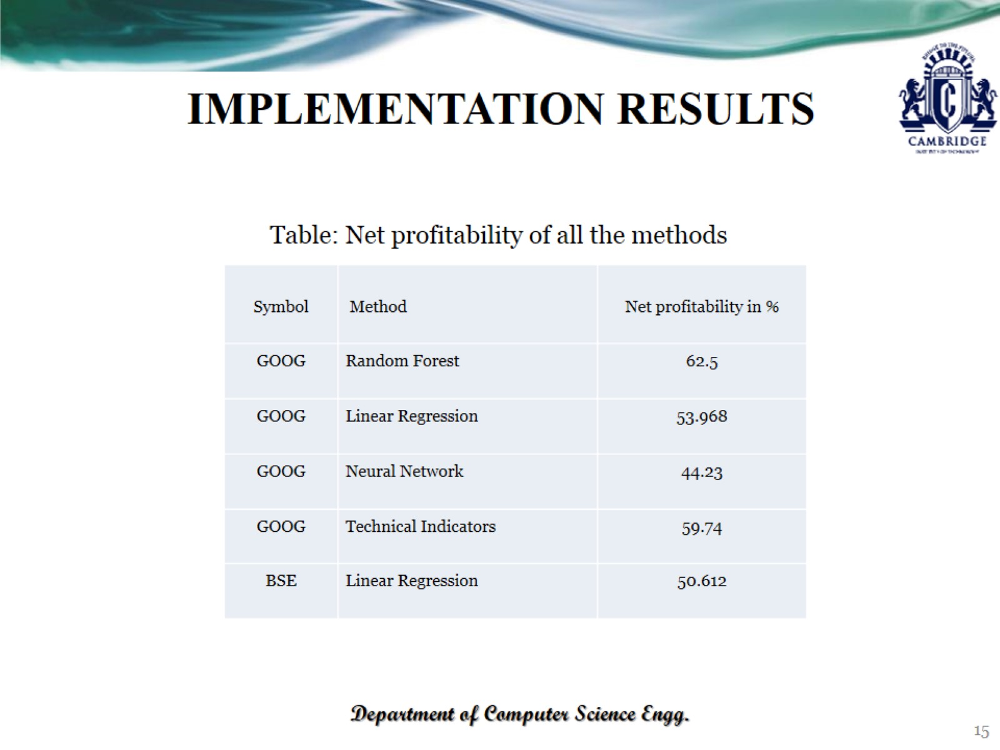 IMPLEMENTATION RESULTS
CAMBRIDGE
Table: Net profitability of all the methods
Symbol Method Net profitability in %
GOOG Random Forest 62.5
GOOG Linear Regression 53.968
GOOG Neural Network 44.23
GOOG Technical Indicators 59.74
BSE Linear Regression 50.612
Department of Computer Science Engg.
15